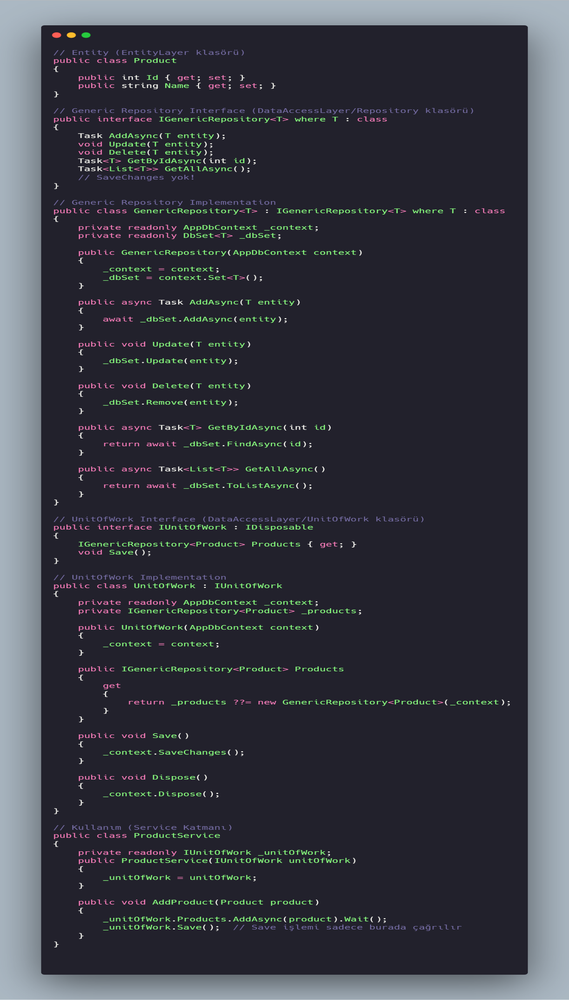 // Entity (EntityLayer klasörü)
public class Product
{
    public int Id { get; set; }
    public string Name { get; set; }
}

// Generic Repository Interface (DataAccessLayer/Repository klasörü)
public interface IGenericRepository<T> where T : class
{
    Task AddAsync(T entity);
    void Update(T entity);
    void Delete(T entity);
    Task<T> GetByIdAsync(int id);
    Task<List<T>> GetAllAsync();
    // SaveChanges yok!
}

// Generic Repository Implementation
public class GenericRepository<T> : IGenericRepository<T> where T : class
{
    private readonly AppDbContext _context;
    private readonly DbSet<T> _dbSet;

    public GenericRepository(AppDbContext context)
    {
        _context = context;
        _dbSet = context.Set<T>();
    }

    public async Task AddAsync(T entity)
    {
        await _dbSet.AddAsync(entity);
    }

    public void Update(T entity)
    {
        _dbSet.Update(entity);
    }

    public void Delete(T entity)
    {
        _dbSet.Remove(entity);
    }

    public async Task<T> GetByIdAsync(int id)
    {
        return await _dbSet.FindAsync(id);
    }

    public async Task<List<T>> GetAllAsync()
    {
        return await _dbSet.ToListAsync();
    }
}

// UnitOfWork Interface (DataAccessLayer/UnitOfWork klasörü)
public interface IUnitOfWork : IDisposable
{
    IGenericRepository<Product> Products { get; }
    void Save();
}

// UnitOfWork Implementation
public class UnitOfWork : IUnitOfWork
{
    private readonly AppDbContext _context;
    private IGenericRepository<Product> _products;

    public UnitOfWork(AppDbContext context)
    {
        _context = context;
    }

    public IGenericRepository<Product> Products
    {
        get
        {
            return _products ??= new GenericRepository<Product>(_context);
        }
    }

    public void Save()
    {
        _context.SaveChanges();
    }

    public void Dispose()
    {
        _context.Dispose();
    }
}

// Kullanım (Service Katmanı)
public class ProductService
{
    private readonly IUnitOfWork _unitOfWork;
    public ProductService(IUnitOfWork unitOfWork)
    {
        _unitOfWork = unitOfWork;
    }

    public void AddProduct(Product product)
    {
        _unitOfWork.Products.AddAsync(product).Wait();
        _unitOfWork.Save();  // Save işlemi sadece burada çağrılır
    }
}